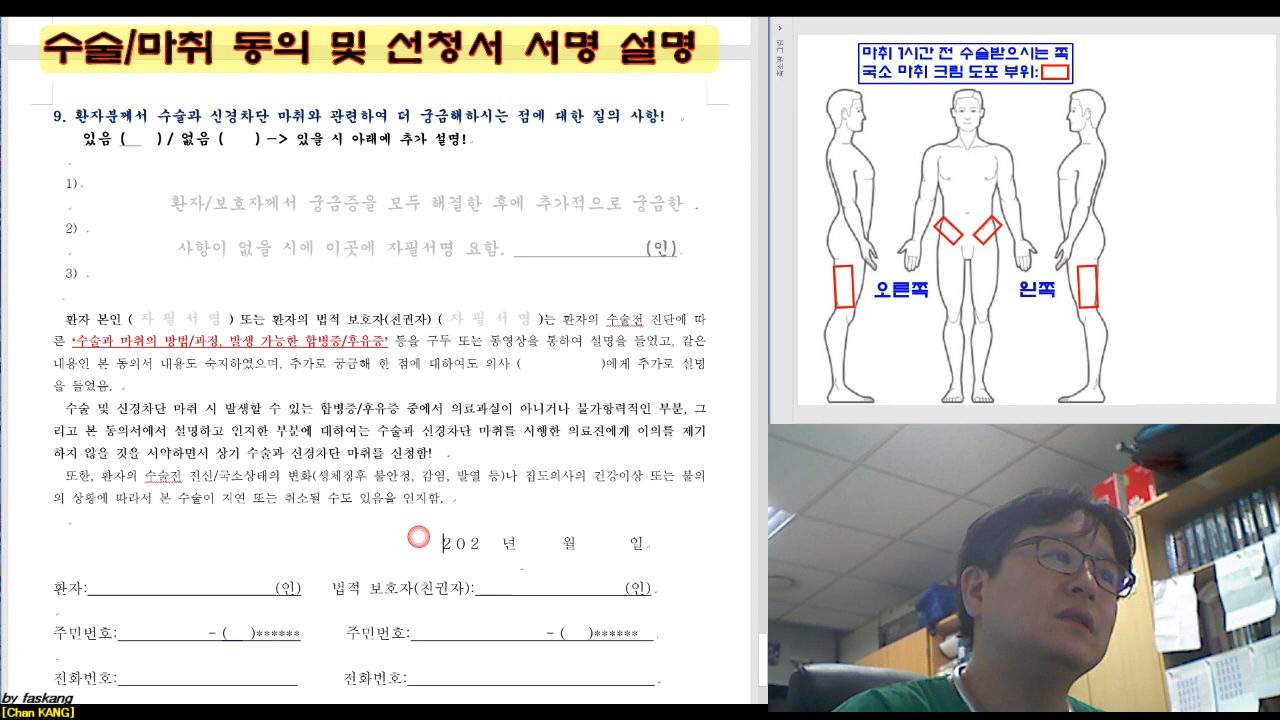 수술/마취 동의 및 신청서 서명 설명
9. 환자분께서 수술과 신경차단 마취와 관련하여 더 궁금해하시는 점에 대한 질의 사항!
있음 ( ) / 없음 ( ) –> 있을 시 아래에 추가 설명!
1)
환자/보호자께서 궁금증을 모두 해결한 후에 추가적으로 궁금한
2)
사항이 없을 시에 이곳에 자필서명 요함. (인)
3)
환자 본인 ( 자 필 서 명 ) 또는 환자의 법적 보호자(친권자) ( 자 필 서 명 )는 환자의 수술전 진단에 따
른 ‘수술과 마취의 방법/과정, 발생 가능한 합병증/후유증’ 등을 구두 또는 동영상을 통하여 설명을 들었고, 같은
내용인 본 동의서 내용도 숙지하였으며, 추가로 궁금해 한 점에 대하여도 의사 ( )에게 추가로 설명
을 들었음.
수술 및 신경차단 마취 시 발생할 수 있는 합병증/후유증 중에서 의료과실이 아니거나 불가항력적인 부분, 그
리고 본 동의서에서 설명하고 인지한 부분에 대하여는 수술과 신경차단 마취를 시행한 의료진에게 이의를 제기
하지 않을 것을 서약하면서 상기 수술과 신경차단 마취를 신청함!
또한, 환자의 수술전 전신/국소상태의 변화(생체징후 불안정, 감염, 발열 등)나 집도의사의 건강이상 또는 불의
의 상황에 따라서 본 수술이 지연 또는 취소될 수도 있음을 인지함.
202 년 월 일
환자: (인) 법적 보호자(친권자): (인)
주민번호: – ( )****** 주민번호: – ( )******
전화번호: 전화번호:
by faskang
[Chan KANG]
마취 1시간 전 수술받으시는 쪽
국소 마취 크림 도포 부위:
오른쪽 왼쪽